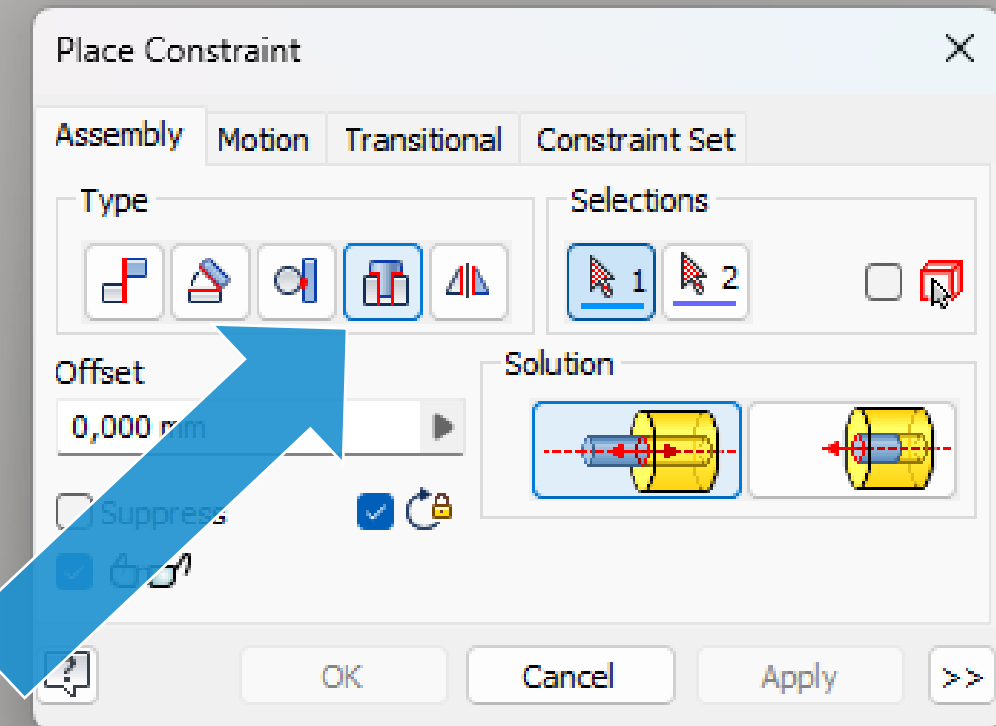 Place Constraint
Assembly Motion Transitional Constraint Set
Type
Selections
1 2
Offset
Solution
0,000 mm
Suppress
?
OK Cancel Apply >>